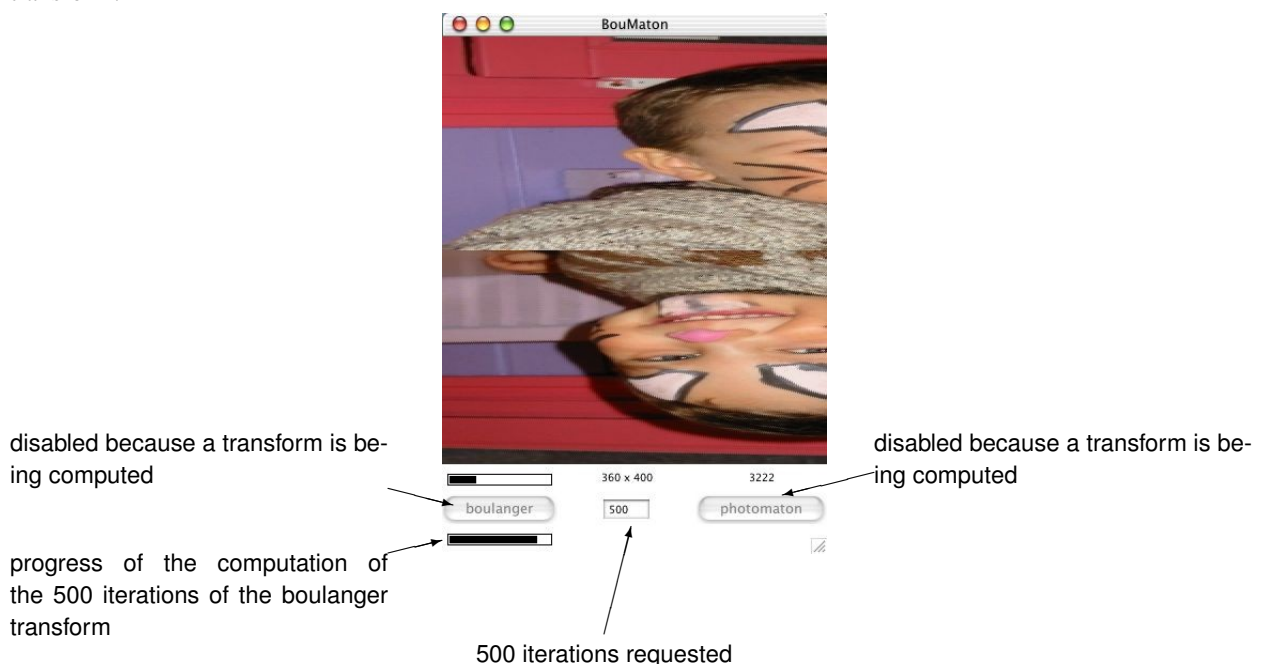 BouMaton
disabled because a transform is be-
ing computed
disabled because a transform is be-
ing computed
360 x 400
3222
boulanger
500
photomaton
progress of the computation of
the 500 iterations of the boulanger
transform
500 iterations requested